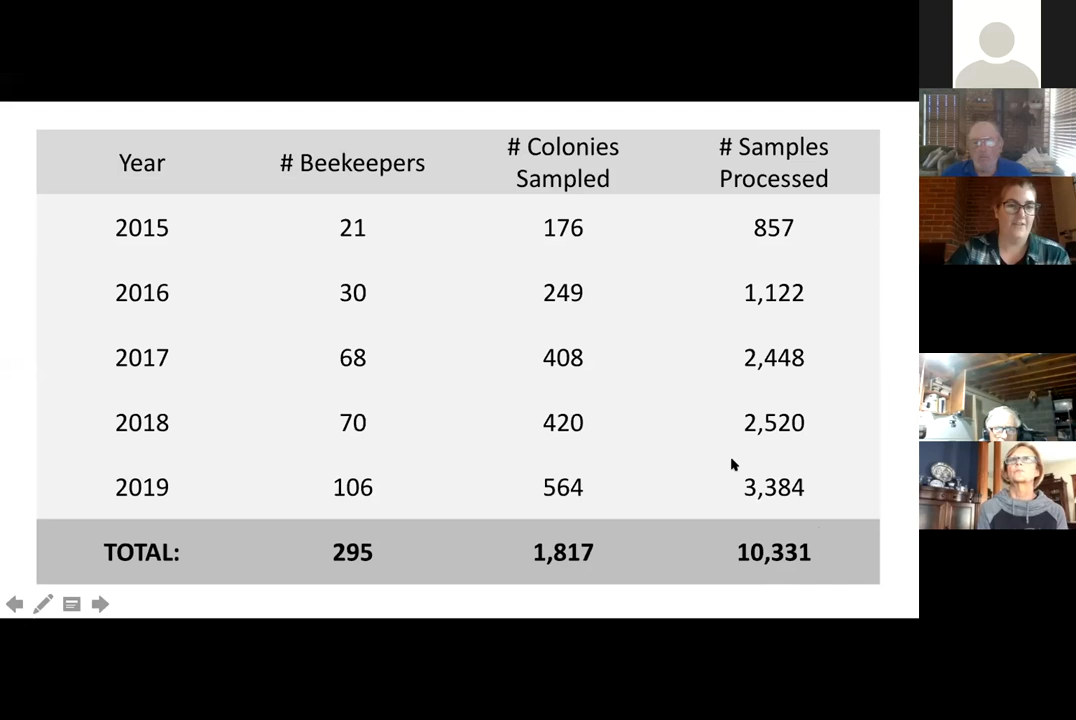 Year # Beekeepers # Colonies Sampled # Samples Processed
2015 21 176 857
2016 30 249 1,122
2017 68 408 2,448
2018 70 420 2,520
2019 106 564 3,384
TOTAL: 295 1,817 10,331